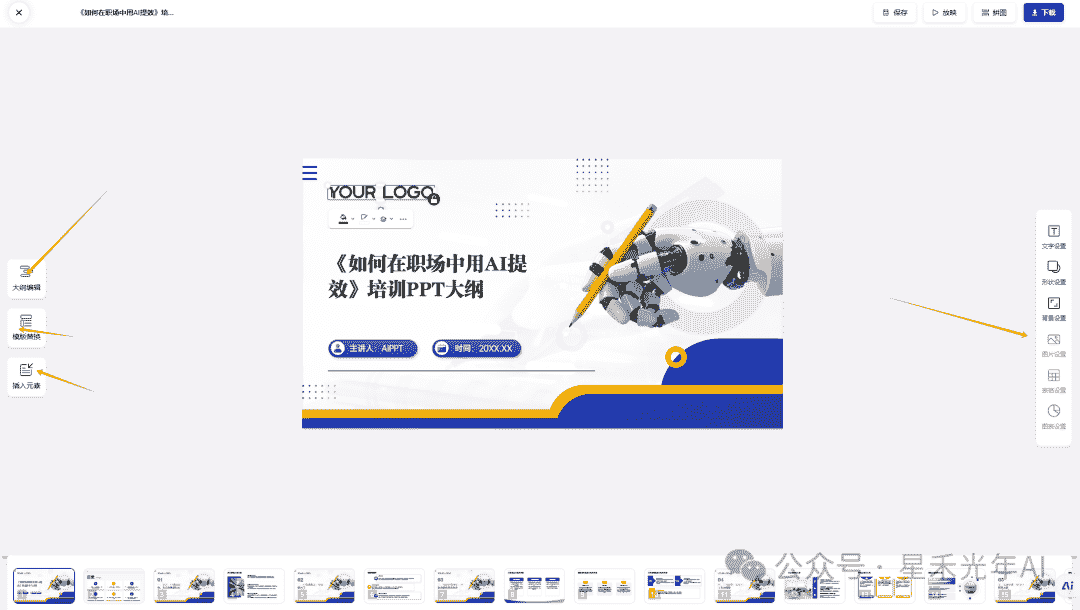 《如何在职场中用AI提效》培...
保存
放映
拼图
下载
YOUR LOGO
《如何在职场中用AI提
效》培训PPT大纲
主讲人：AIPPT
时间：20XX.XX
大纲编辑
模板替换
插入元素
文字设置
形状设置
背景设置
图片设置
表格设置
图表设置
公众号 · 星禾光年AI